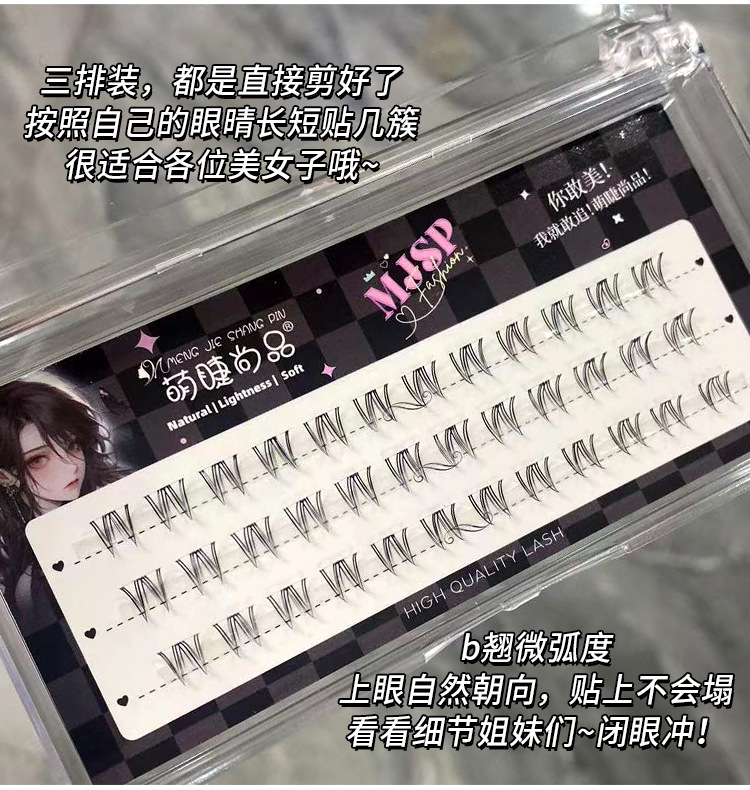 三排装，都是直接剪好了
按照自己的眼晴长短贴几簇
很适合各位美女子哦~
你敢美！
我就敢追！萌睫尚品！
MJSP
Fashion
MENG JIE SHANG PIN
萌睫尚品®
Natural | Lightness | Soft
HIGH QUALITY LASH
b翘微弧度
上眼自然朝向，贴上不会塌
看看细节姐妹们~闭眼冲！